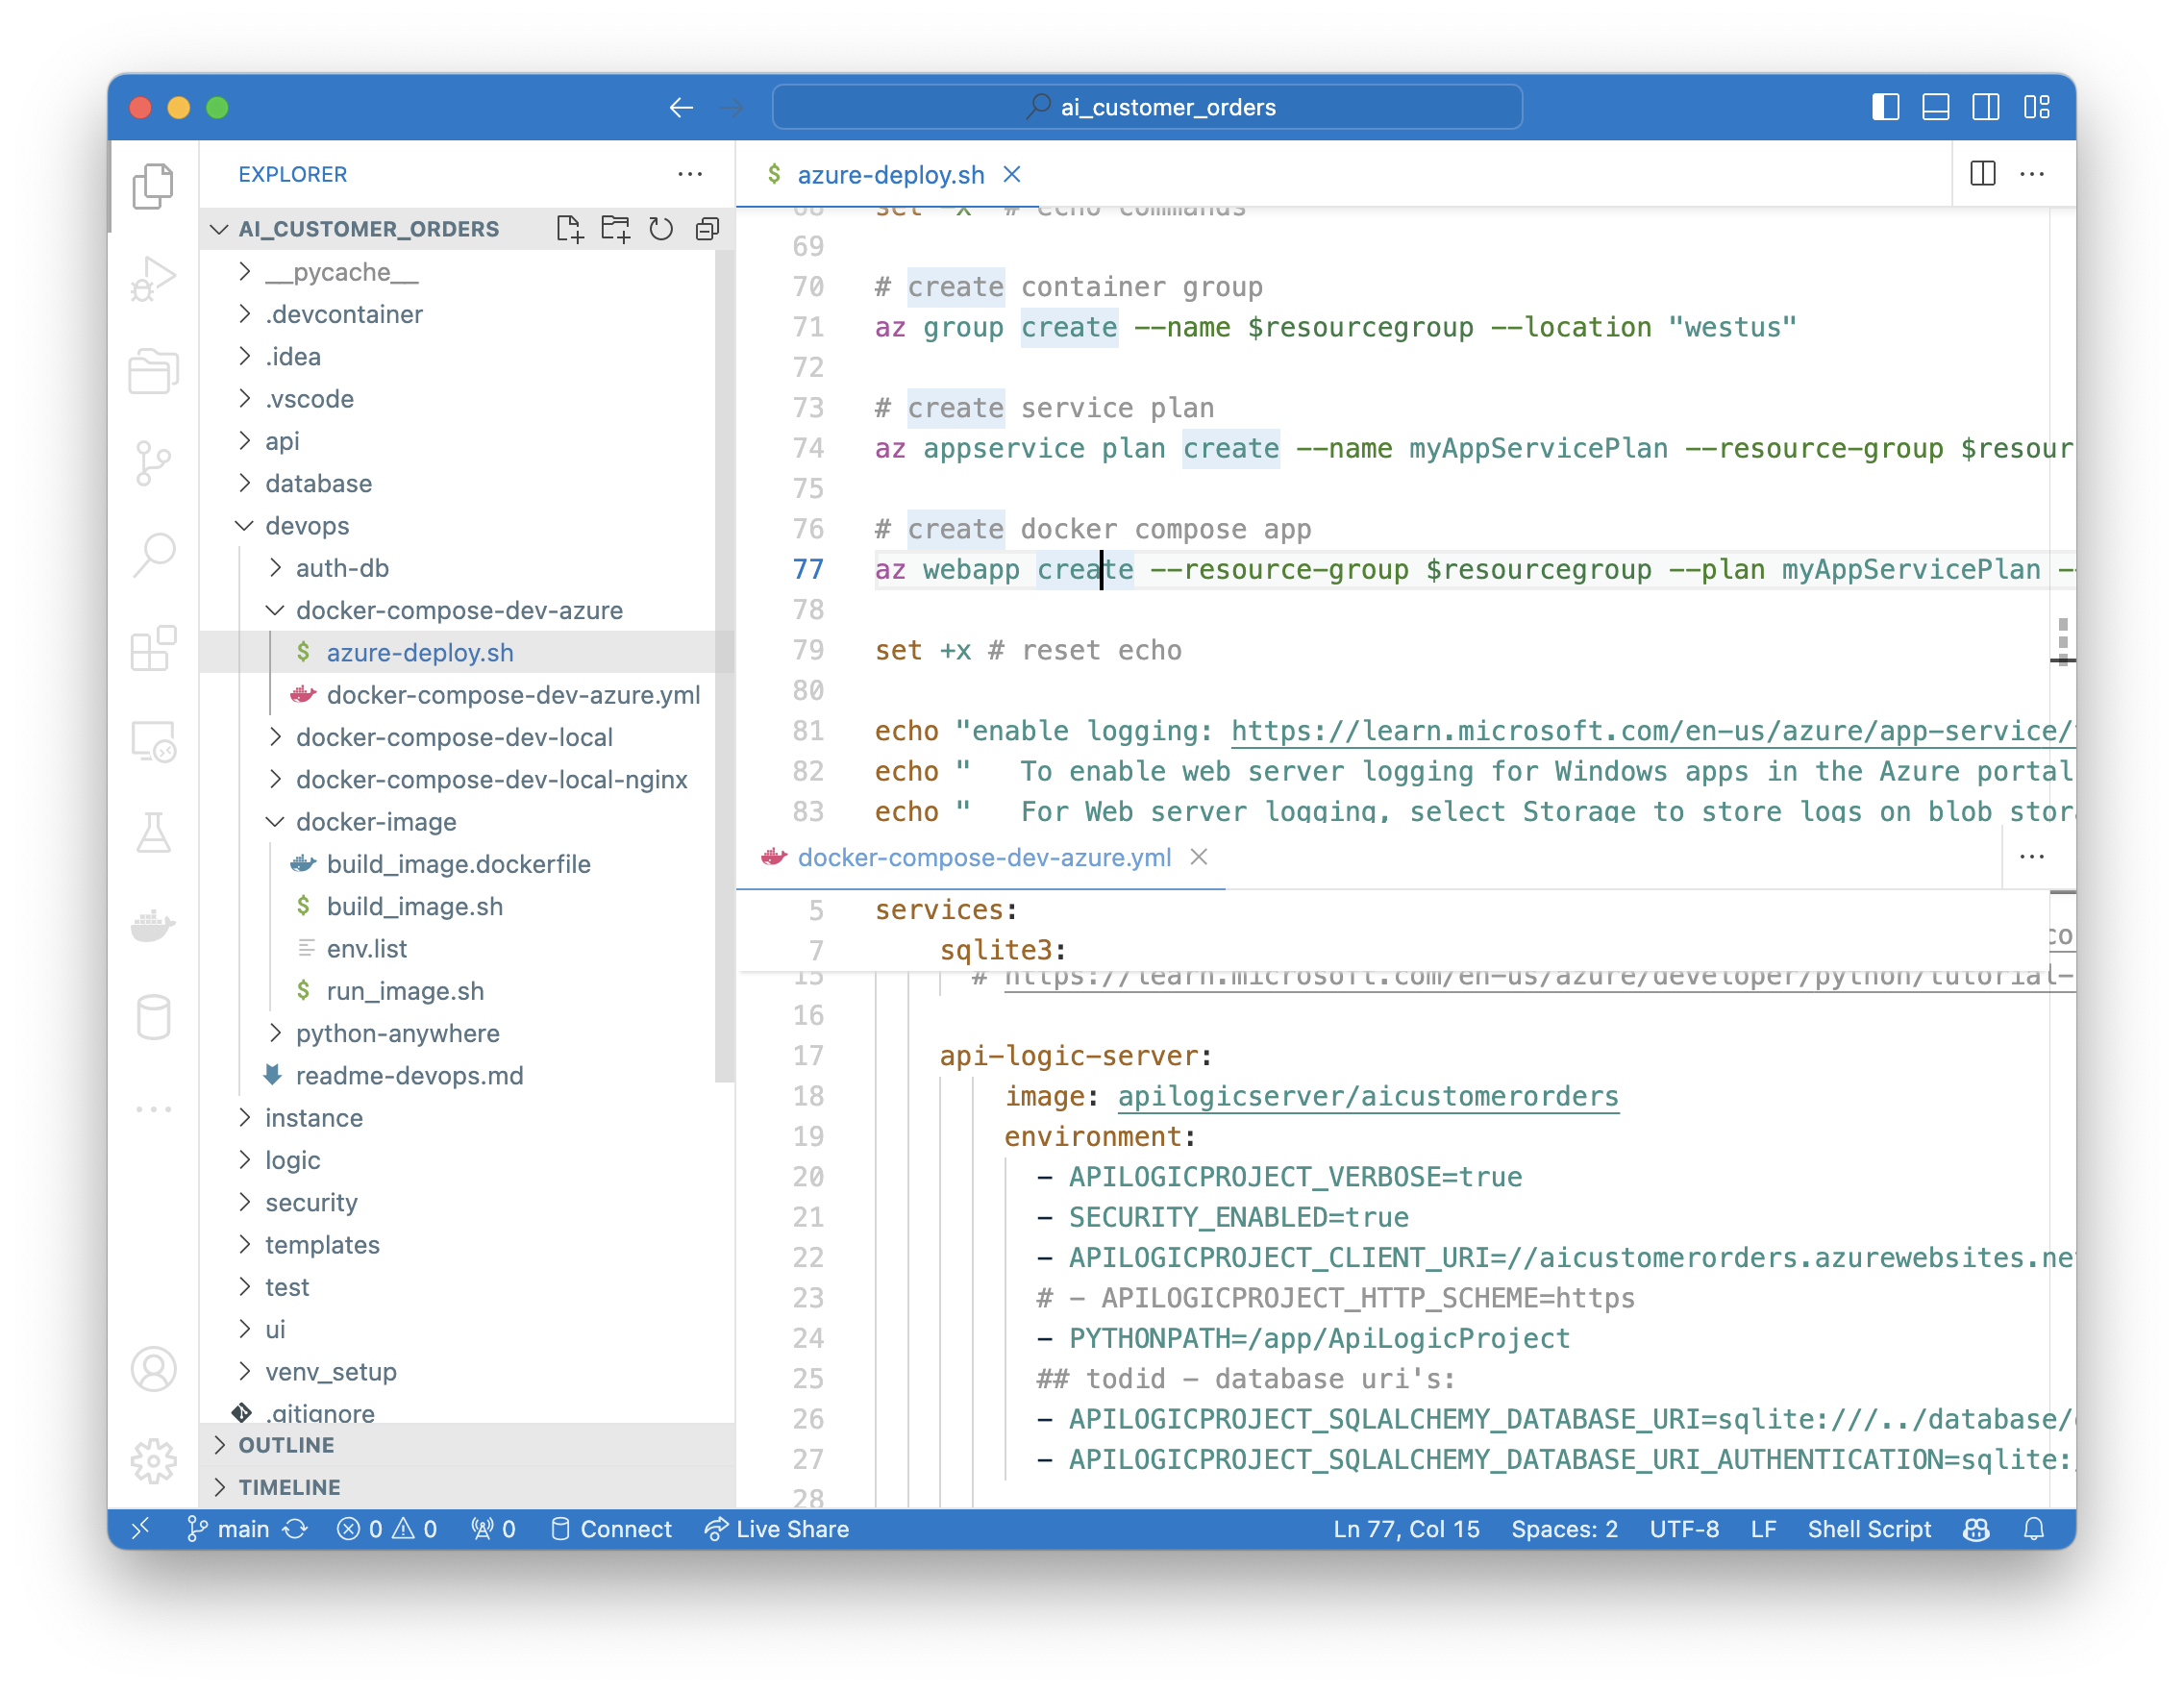 ai_customer_orders
EXPLORER
AI_CUSTOMER_ORDERS
__pycache__
.devcontainer
.idea
.vscode
api
database
devops
auth-db
docker-compose-dev-azure
$ azure-deploy.sh
docker-compose-dev-azure.yml
docker-compose-dev-local
docker-compose-dev-local-nginx
docker-image
build_image.dockerfile
$ build_image.sh
env.list
$ run_image.sh
python-anywhere
readme-devops.md
instance
logic
security
templates
test
ui
venv_setup
.gitignore
OUTLINE
TIMELINE
$ azure-deploy.sh
68 set -x # echo commands
69
70 # create container group
71 az group create --name $resourcegroup --location "westus"
72
73 # create service plan
74 az appservice plan create --name myAppServicePlan --resource-group $resour
75
76 # create docker compose app
77 az webapp create --resource-group $resourcegroup --plan myAppServicePlan --
78
79 set +x # reset echo
80
81 echo "enable logging: https://learn.microsoft.com/en-us/azure/app-service/
82 echo "   To enable web server logging for Windows apps in the Azure portal
83 echo "   For Web server logging, select Storage to store logs on blob stor
docker-compose-dev-azure.yml
5 services:
7 sqlite3:
co
15 # https://learn.microsoft.com/en-us/azure/developer/python/tutorial-
16
17 api-logic-server:
18 image: apilogicserver/aicustomerorders
19 environment:
20 - APILOGICPROJECT_VERBOSE=true
21 - SECURITY_ENABLED=true
22 - APILOGICPROJECT_CLIENT_URI=//aicustomerorders.azurewebsites.ne
23 # - APILOGICPROJECT_HTTP_SCHEME=https
24 - PYTHONPATH=/app/ApiLogicProject
25 ## todid - database uri's:
26 - APILOGICPROJECT_SQLALCHEMY_DATABASE_URI=sqlite:///../database/
27 - APILOGICPROJECT_SQLALCHEMY_DATABASE_URI_AUTHENTICATION=sqlite:
28
main 0 0 0 Connect Live Share Ln 77, Col 15 Spaces: 2 UTF-8 LF Shell Script